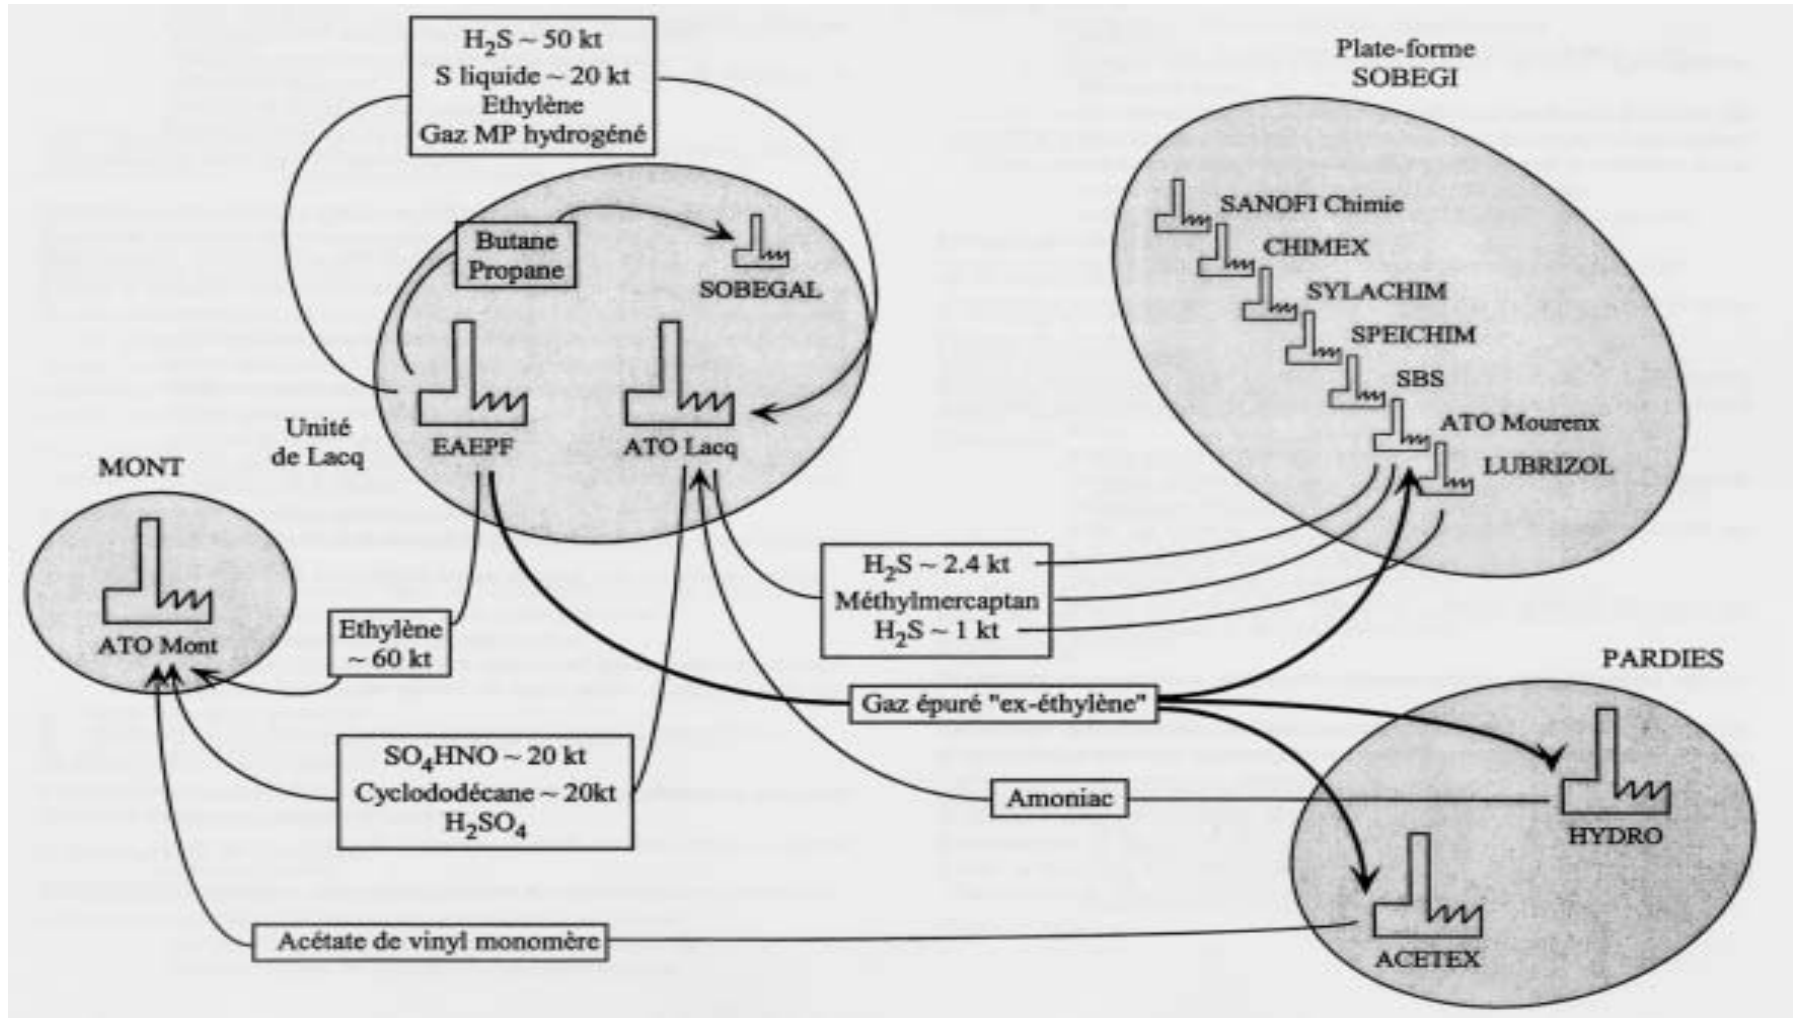 H₂S ~ 50 kt
S liquide ~ 20 kt
Ethylène
Gaz MP hydrogéné
Plate-forme
SOBEGI
Butane
Propane
SOBEGAL
EAEPF
ATO Lacq
Unité
de Lacq
SANOFI Chimie
CHIMEX
SYLACHIM
SPEICHIM
SBS
ATO Mourenx
LUBRIZOL
MONT
ATO Mont
Ethylène
~ 60 kt
H₂S ~ 2.4 kt
Méthylmercaptan
H₂S ~ 1 kt
Gaz épuré "ex-éthylène"
PARDIES
SO₄HNO ~ 20 kt
Cyclododécane ~ 20kt
H₂SO₄
Amoniac
HYDRO
Acétate de vinyl monomère
ACETEX